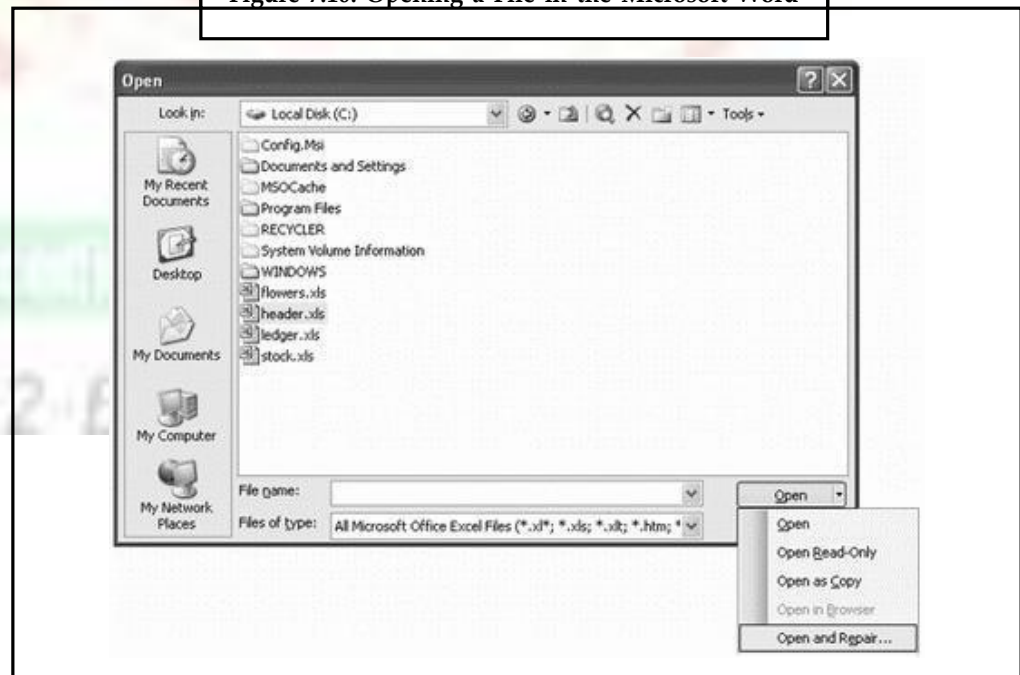 Figure 7.10: Opening a File in the Microsoft Word
Open
Look in:
Local Disk (C:)
Tools
My Recent
Documents
Desktop
My Documents
My Computer
My Network
Places
Config.Msi
Documents and Settings
MSOCache
Program Files
RECYCLER
System Volume Information
WINDOWS
flowers.xls
header.xls
ledger.xls
stock.xls
File name:
Open
Files of type:
All Microsoft Office Excel Files (*.xl*; *.xls; *.xlt; *.htm; *
Open
Open Read-Only
Open as Copy
Open in Browser
Open and Repair...